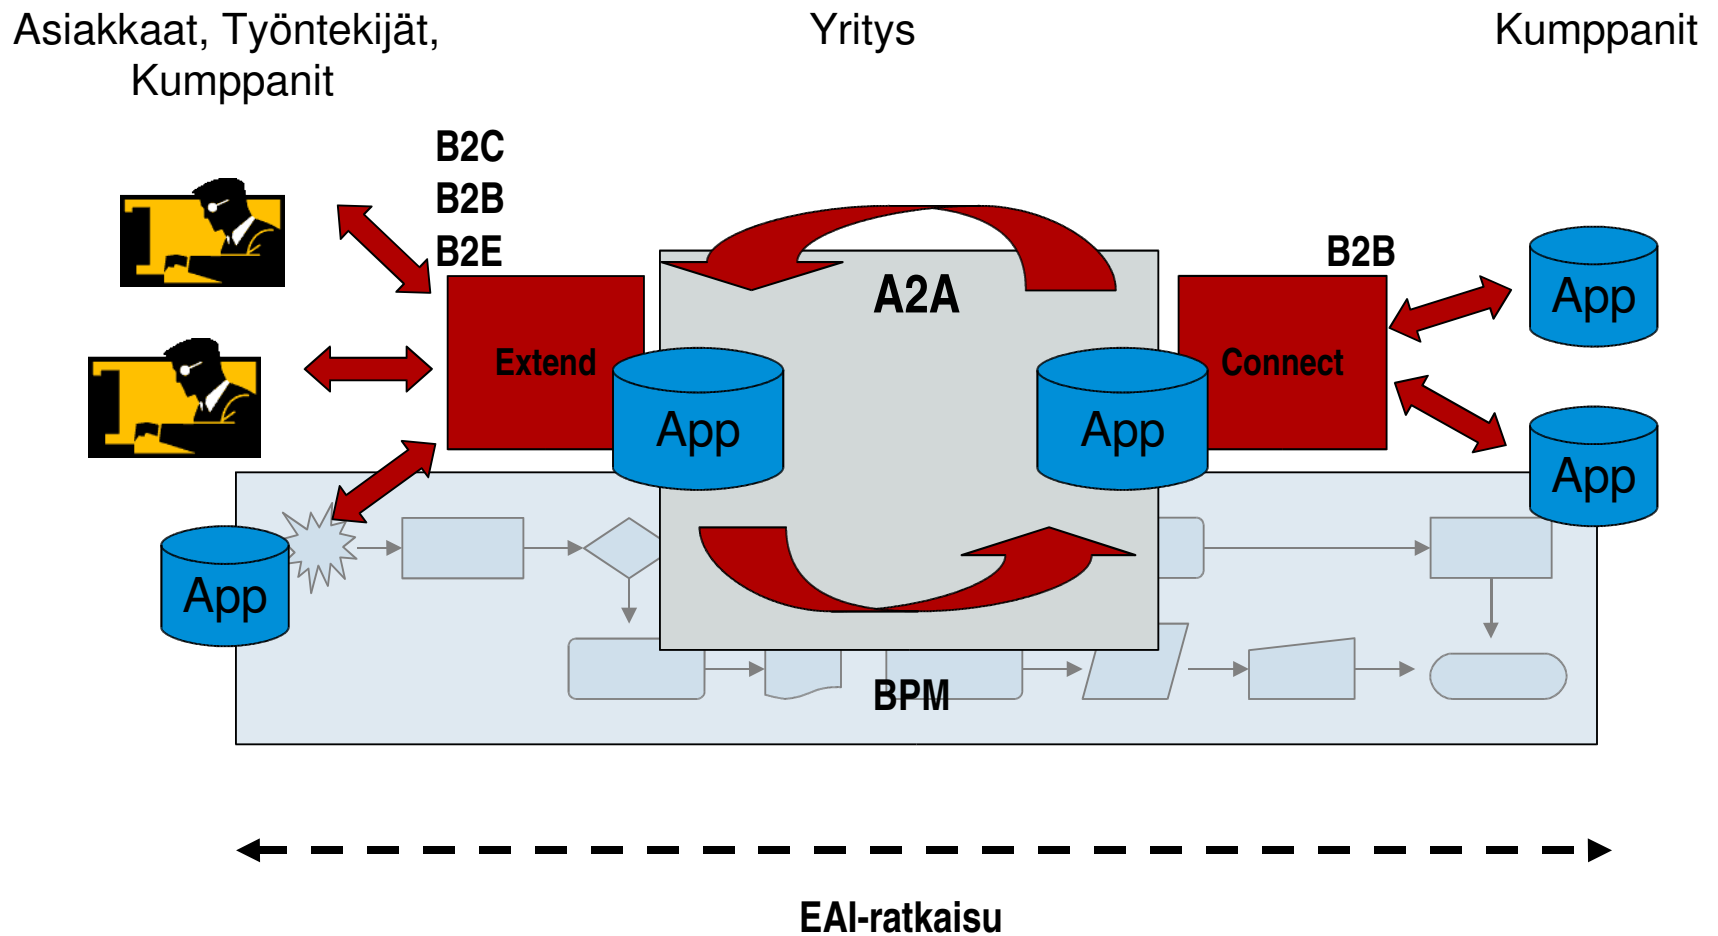 Asiakkaat, Työntekijät,
Kumppanit
Yritys
Kumppanit
B2C
B2B
B2E
A2A
B2B
Extend
Connect
App
App
App
App
App
BPM
EAI-ratkaisu